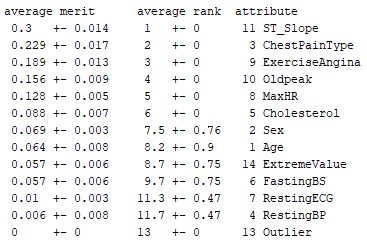 average merit average rank attribute
0.3 +- 0.014 1 +- 0 11 ST_Slope
0.229 +- 0.017 2 +- 0 3 ChestPainType
0.189 +- 0.013 3 +- 0 9 ExerciseAngina
0.156 +- 0.009 4 +- 0 10 Oldpeak
0.128 +- 0.005 5 +- 0 8 MaxHR
0.088 +- 0.007 6 +- 0 5 Cholesterol
0.069 +- 0.003 7.5 +- 0.76 2 Sex
0.064 +- 0.008 8.2 +- 0.9 1 Age
0.057 +- 0.006 8.7 +- 0.75 14 ExtremeValue
0.057 +- 0.006 9.7 +- 0.75 6 FastingBS
0.01 +- 0.003 11.3 +- 0.47 7 RestingECG
0.006 +- 0.008 11.7 +- 0.47 4 RestingBP
0 +- 0 13 +- 0 13 Outlier